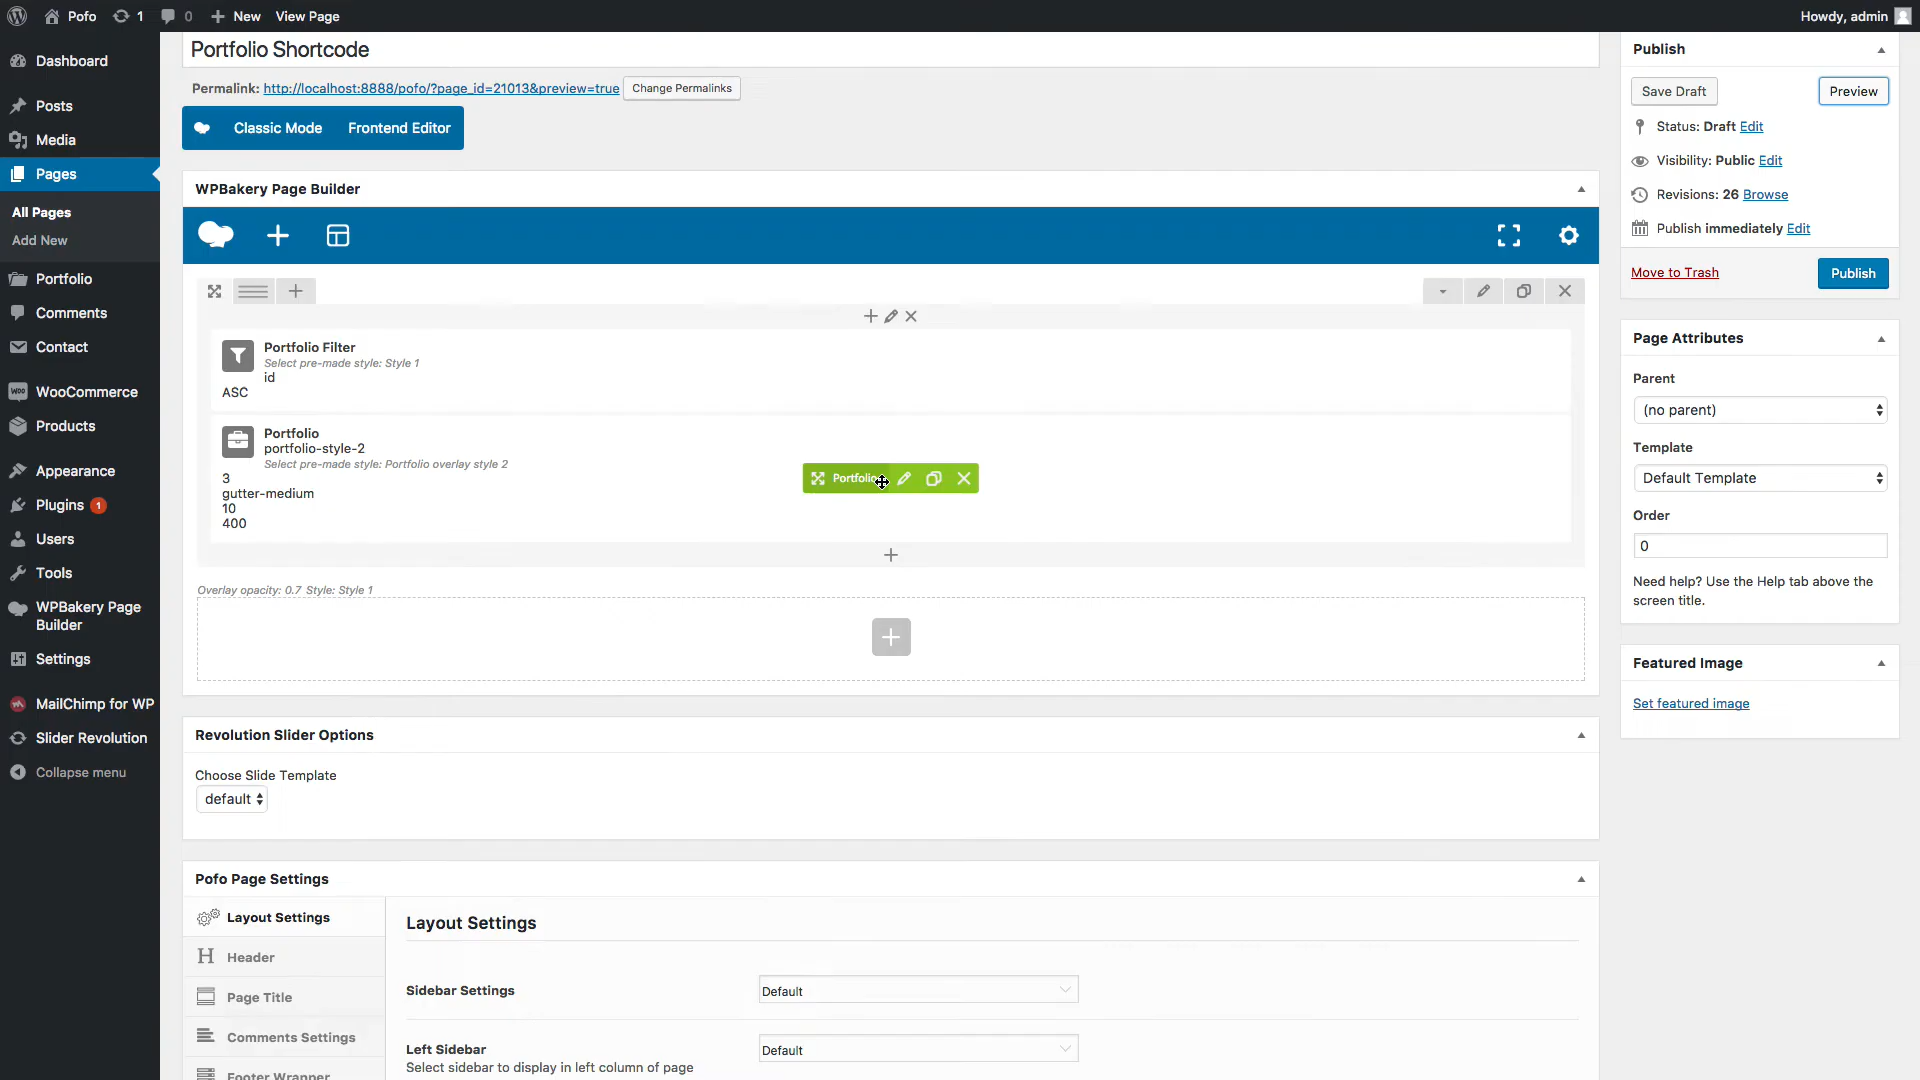 Pofo
1
0
New
View Page
Howdy, admin
Dashboard
Posts
Media
Pages
All Pages
Add New
Portfolio
Comments
Contact
WooCommerce
Products
Appearance
Plugins 1
Users
Tools
WPBakery Page
Builder
Settings
MailChimp for WP
Slider Revolution
Collapse menu
Portfolio Shortcode
Permalink: http://localhost:8888/pofo/?page_id=21013&preview=true
Change Permalinks
Classic Mode
Frontend Editor
WPBakery Page Builder
Portfolio Filter
Select pre-made style: Style 1
id
ASC
Portfolio
portfolio-style-2
Select pre-made style: Portfolio overlay style 2
3
gutter-medium
10
400
Portfolio
Overlay opacity: 0.7 Style: Style 1
Revolution Slider Options
Choose Slide Template
default
Pofo Page Settings
Layout Settings
Header
Page Title
Comments Settings
Footer Wrapper
Layout Settings
Sidebar Settings
Default
Left Sidebar
Default
Select sidebar to display in left column of page
Publish
Save Draft
Preview
Status: Draft Edit
Visibility: Public Edit
Revisions: 26 Browse
Publish immediately Edit
Move to Trash
Publish
Page Attributes
Parent
(no parent)
Template
Default Template
Order
0
Need help? Use the Help tab above the
screen title.
Featured Image
Set featured image